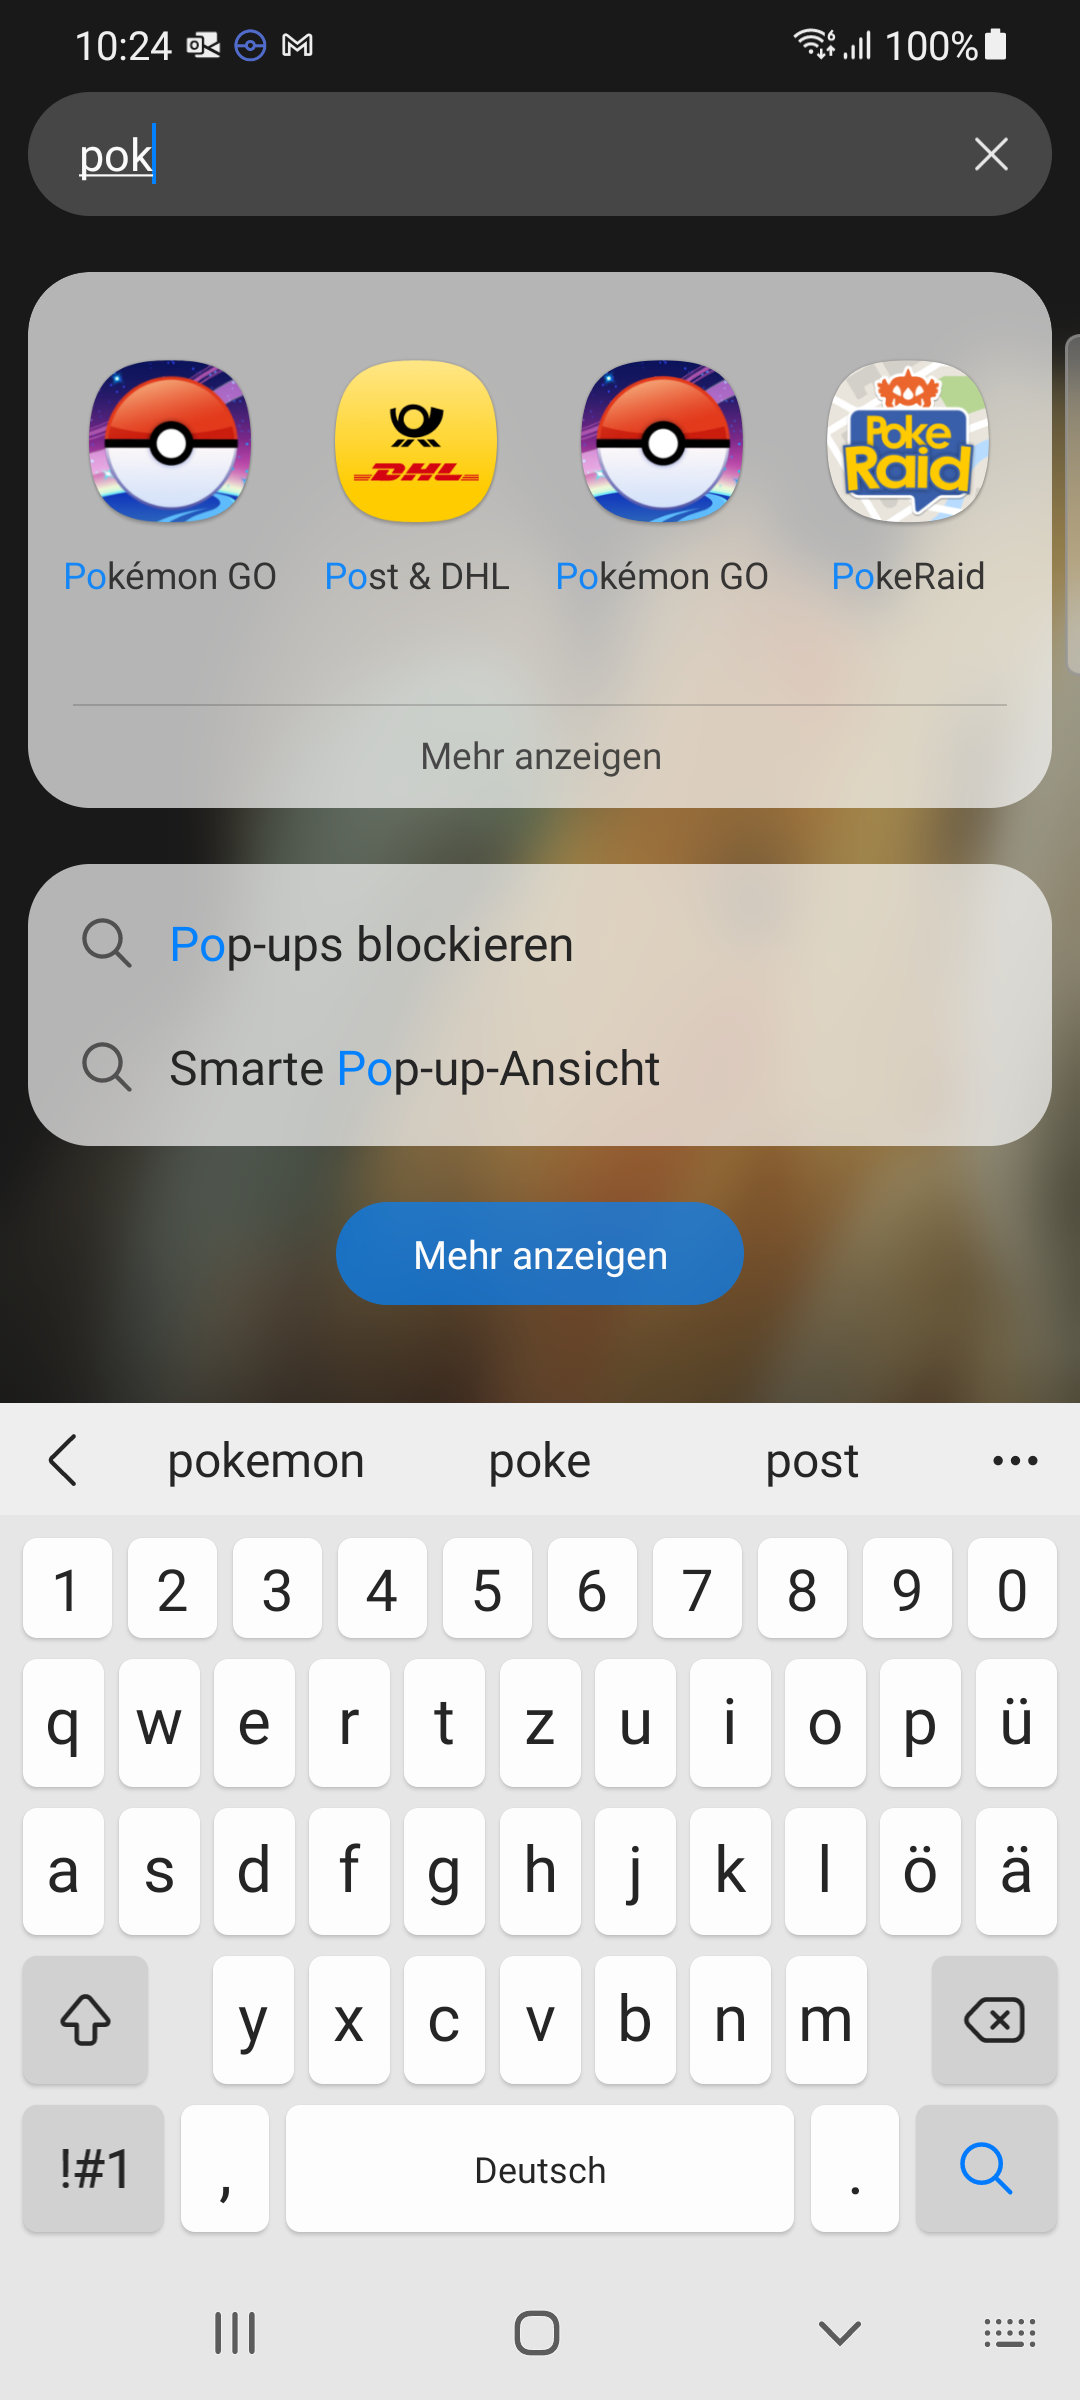 10:24
6
100%
pok
DHL
Poke
Raid
Pokémon GO
Post & DHL
Pokémon GO
PokeRaid
Mehr anzeigen
Pop-ups blockieren
Smarte Pop-up-Ansicht
Mehr anzeigen
pokemon poke post
1 2 3 4 5 6 7 8 9 0
q w e r t z u i o p ü
a s d f g h j k l ö ä
y x c v b n m
!#1 , Deutsch .